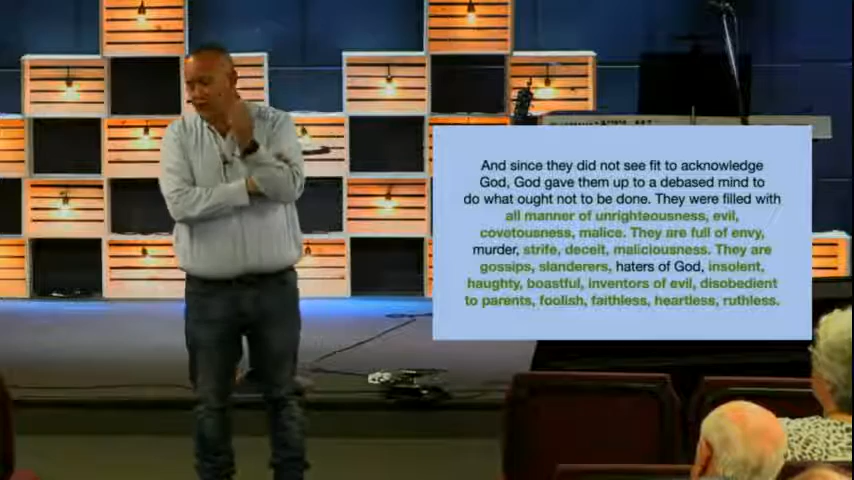 And since they did not see fit to acknowledge
God, God gave them up to a debased mind to
do what ought not to be done. They were filled with
all manner of unrighteousness, evil,
covetousness, malice. They are full of envy,
murder, strife, deceit, maliciousness. They are
gossips, slanderers, haters of God, insolent,
haughty, boastful, inventors of evil, disobedient
to parents, foolish, faithless, heartless, ruthless.